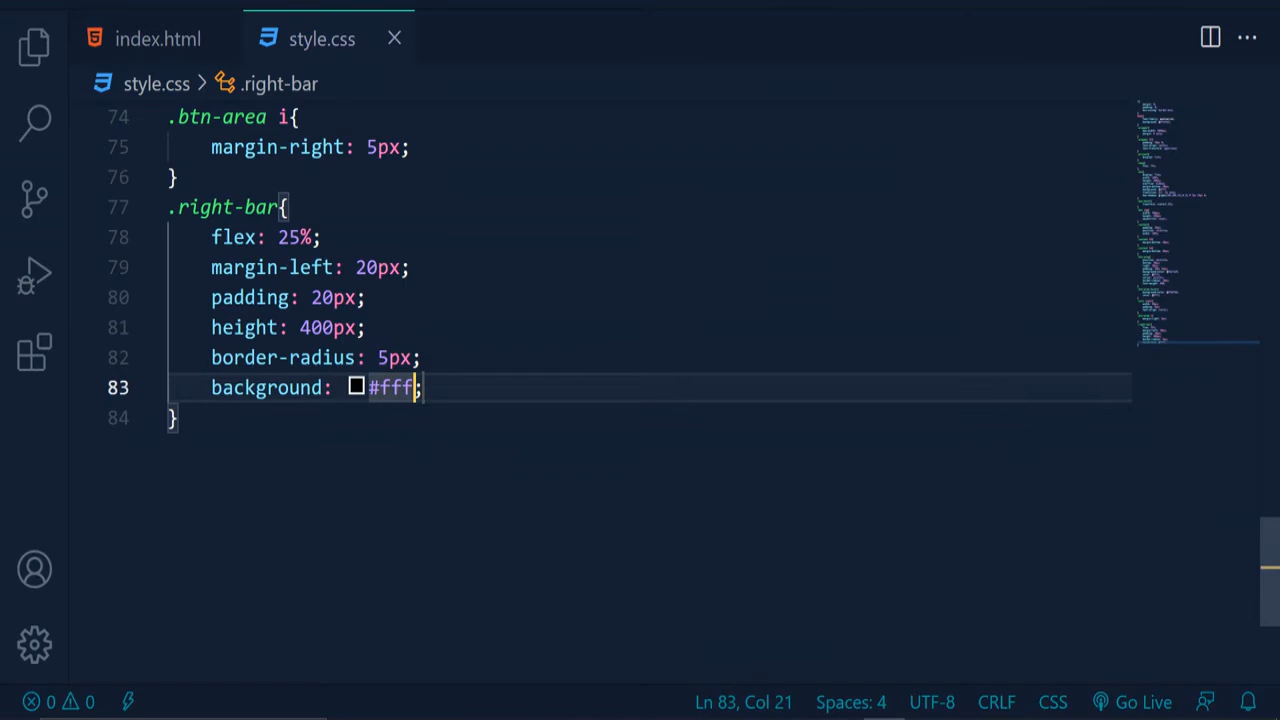 index.html style.css
style.css > .right-bar
74 .btn-area i{
75 margin-right: 5px;
76 }
77 .right-bar{
78 flex: 25%;
79 margin-left: 20px;
80 padding: 20px;
81 height: 400px;
82 border-radius: 5px;
83 background: #fff;
84 }
0 0 Ln 83, Col 21 Spaces: 4 UTF-8 CRLF CSS Go Live